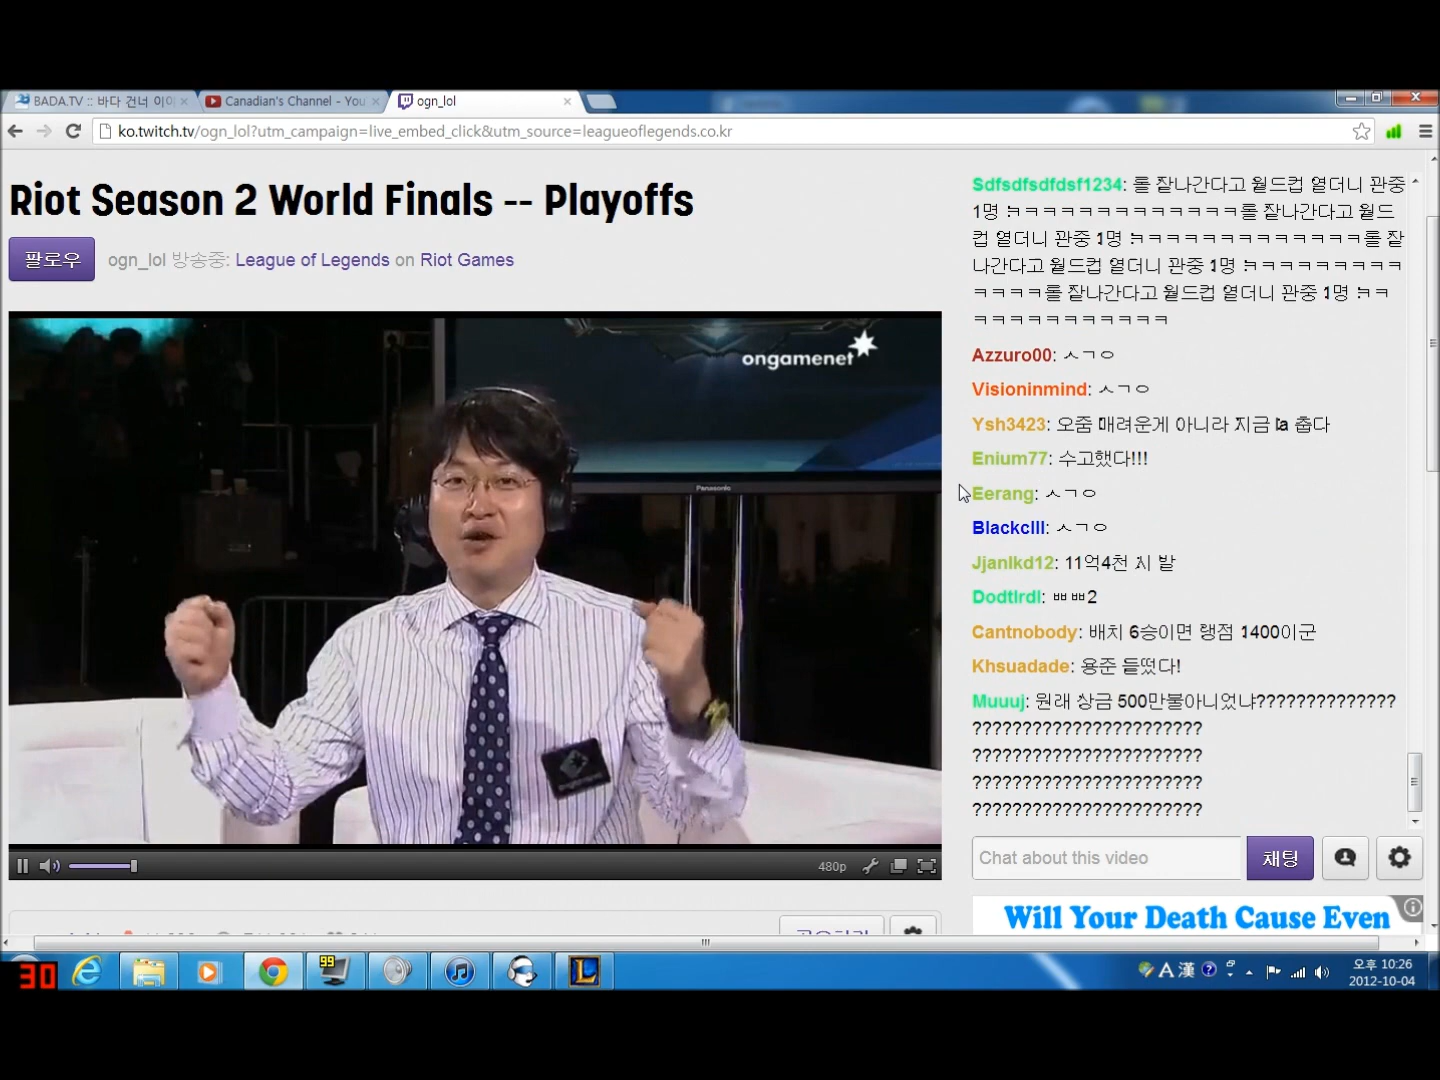 BADA.TV :: 바다 건너 이이
Canadian's Channel - You
ogn_lol
ko.twitch.tv/ogn_lol?utm_campaign=live_embed_click&utm_source=leagueoflegends.co.kr
Riot Season 2 World Finals -- Playoffs
팔로우
ogn_lol 방송중: League of Legends on Riot Games
ongamenet
Panasonic
480p
Sdfsdfsdfdsf1234: 롤 잘나간다고 월드컵 열더니 관중
1명 ㅋㅋㅋㅋㅋㅋㅋㅋㅋㅋㅋㅋㅋ롤 잘나간다고 월드
컵 열더니 관중 1명 ㅋㅋㅋㅋㅋㅋㅋㅋㅋㅋㅋㅋㅋ롤 잘
나간다고 월드컵 열더니 관중 1명 ㅋㅋㅋㅋㅋㅋㅋㅋㅋ
ㅋㅋㅋㅋ롤 잘나간다고 월드컵 열더니 관중 1명 ㅋㅋㅋ
ㅋㅋㅋㅋㅋㅋㅋㅋㅋㅋㅋ
Azzuro00: ㅅㄱㅇ
Visioninmind: ㅅㄱㅇ
Ysh3423: 오줌 매려운게 아니라 지금 춥다
Enium77: 수고했다!!!
Eerang: ㅅㄱㅇ
Blackclll: ㅅㄱㅇ
Jjanlkd12: 11억4천 시 발
Dodtlrdl: ㅃㅃ2
Cantnobody: 배치 6승이면 랭점 1400이군
Khsuadade: 용준 들떴다!
Muuuj: 원래 상금 500만불아니었냐??????????????
???????????????????????
???????????????????????
???????????????????????
???????????????????????
Chat about this video
채팅
Will Your Death Cause Even
30
99
A 漢
오후 10:26
2012-10-04